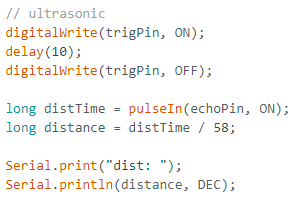 // ultrasonic
digitalWrite(trigPin, ON);
delay(10);
digitalWrite(trigPin, OFF);
long distTime = pulseIn(echoPin, ON);
long distance = distTime / 58;
Serial.print("dist: ");
Serial.println(distance, DEC);